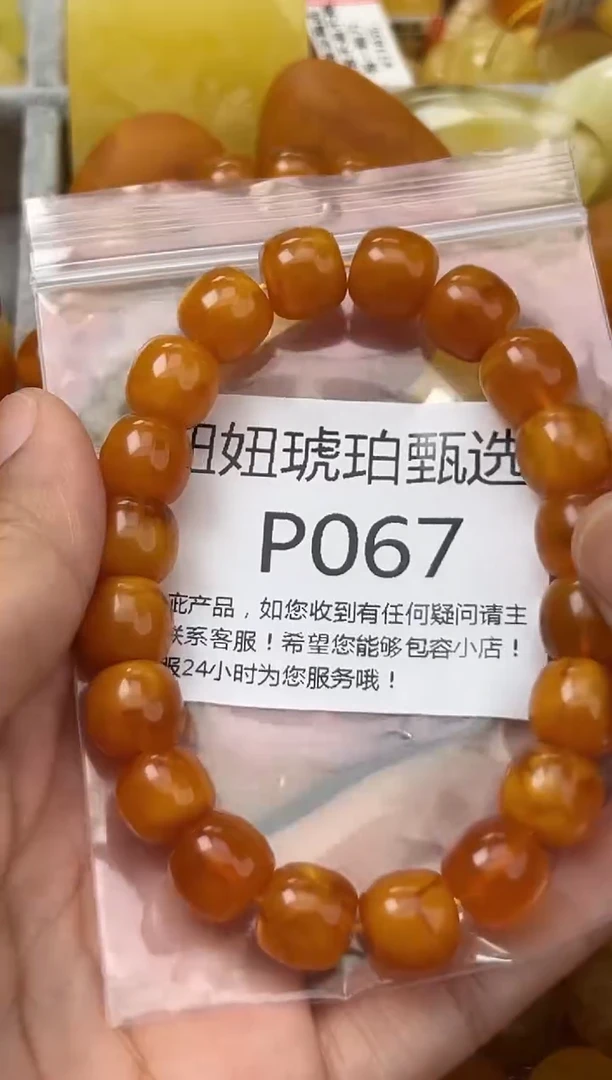 妞妞琥珀甄选
P067
疵产品，如您收到有任何疑问请主
联系客服！希望您能够包容小店！
服24小时为您服务哦！